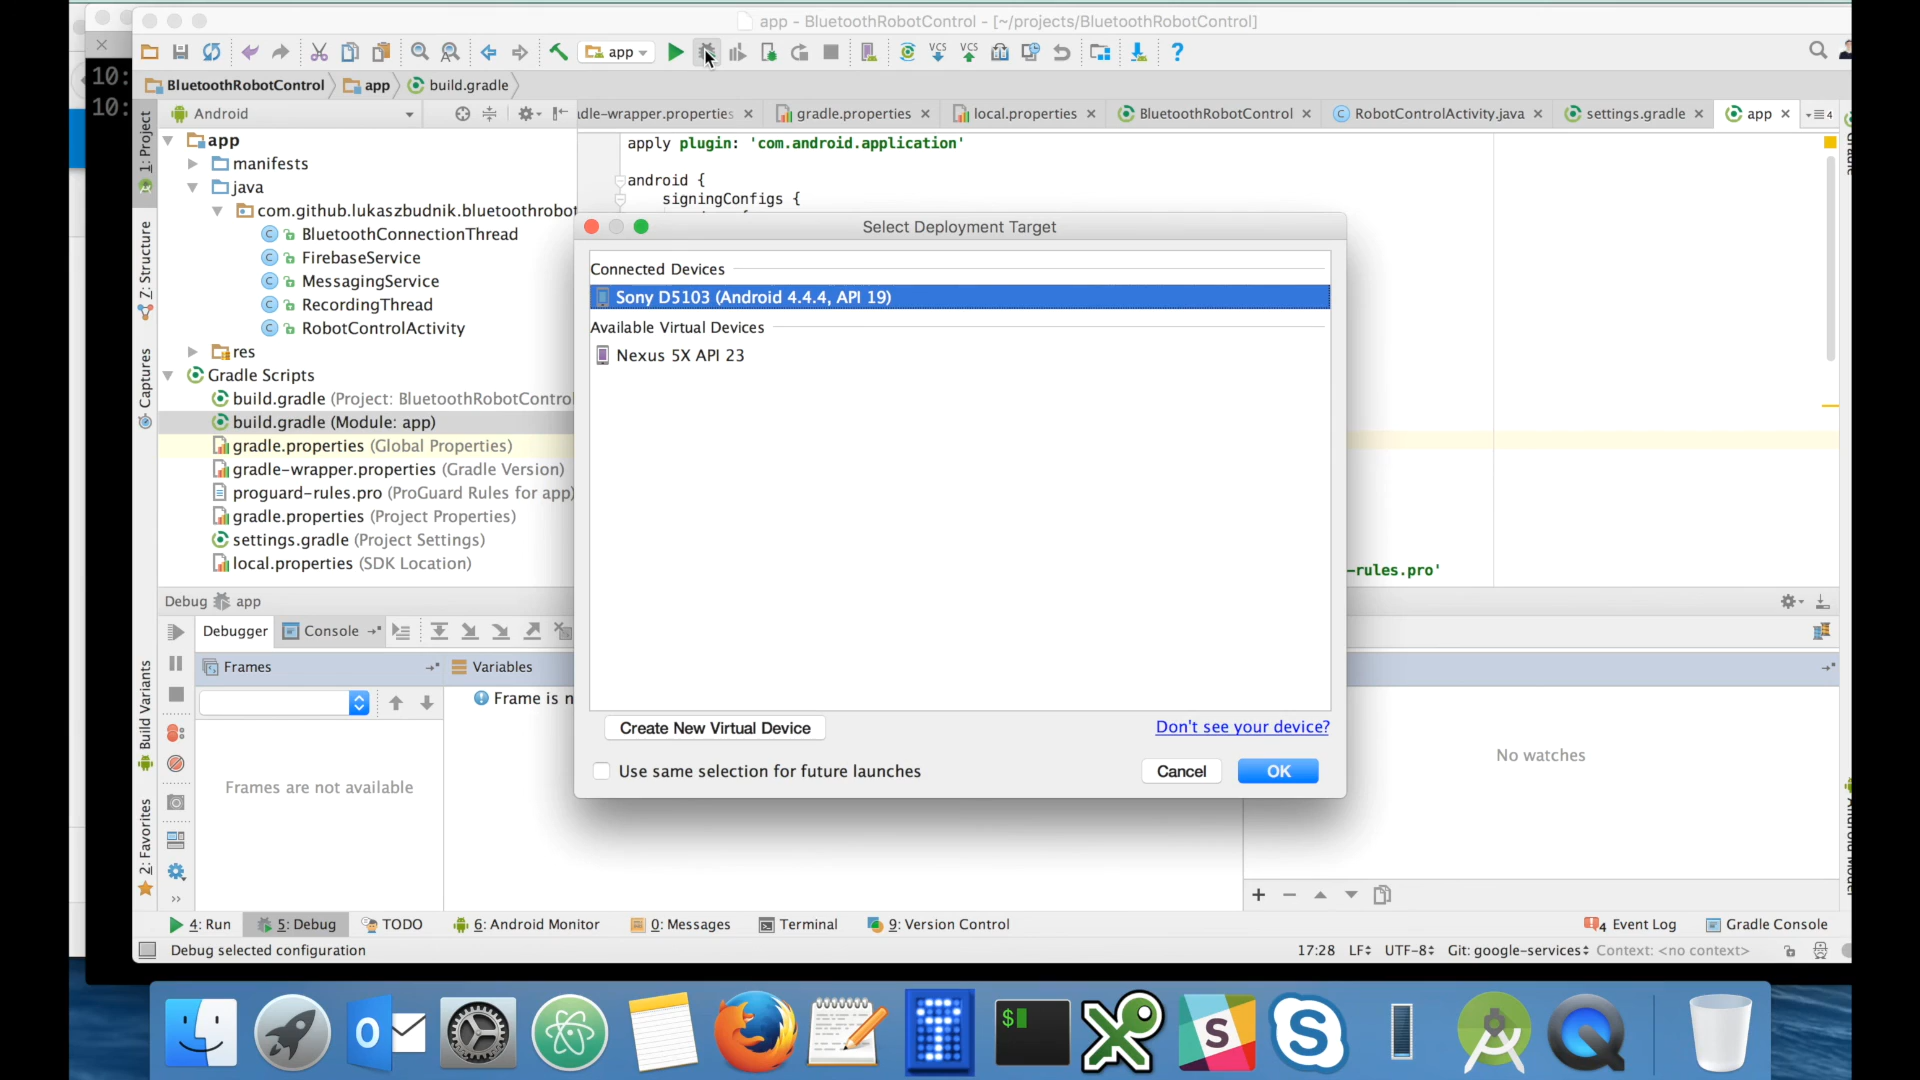 app - BluetoothRobotControl - [~/projects/BluetoothRobotControl]
10:
10:
app
VCS
VCS
?
BluetoothRobotControl
app
build.gradle
1: Project
Android
dle-wrapper.properties
gradle.properties
local.properties
BluetoothRobotControl
RobotControlActivity.java
settings.gradle
app
4
app
manifests
java
com.github.lukaszbudnik.bluetoothrobot
BluetoothConnectionThread
FirebaseService
MessagingService
RecordingThread
RobotControlActivity
res
Gradle Scripts
build.gradle (Project: BluetoothRobotContro
build.gradle (Module: app)
gradle.properties (Global Properties)
gradle-wrapper.properties (Gradle Version)
proguard-rules.pro (ProGuard Rules for app)
gradle.properties (Project Properties)
settings.gradle (Project Settings)
local.properties (SDK Location)
Z: Structure
Captures
Build Variants
2: Favorites
apply plugin: 'com.android.application'
android {
signingConfigs {
-rules.pro'
Select Deployment Target
Connected Devices
Sony D5103 (Android 4.4.4, API 19)
Available Virtual Devices
Nexus 5X API 23
Create New Virtual Device
Don't see your device?
Use same selection for future launches
Cancel
OK
Debug app
Debugger
Console
Frames
Variables
Frame is n
Frames are not available
No watches
4: Run
5: Debug
TODO
6: Android Monitor
0: Messages
Terminal
9: Version Control
4 Event Log
Gradle Console
Debug selected configuration
17:28
LF
UTF-8
Git: google-services
Context: <no context>
O
T
$
S
S